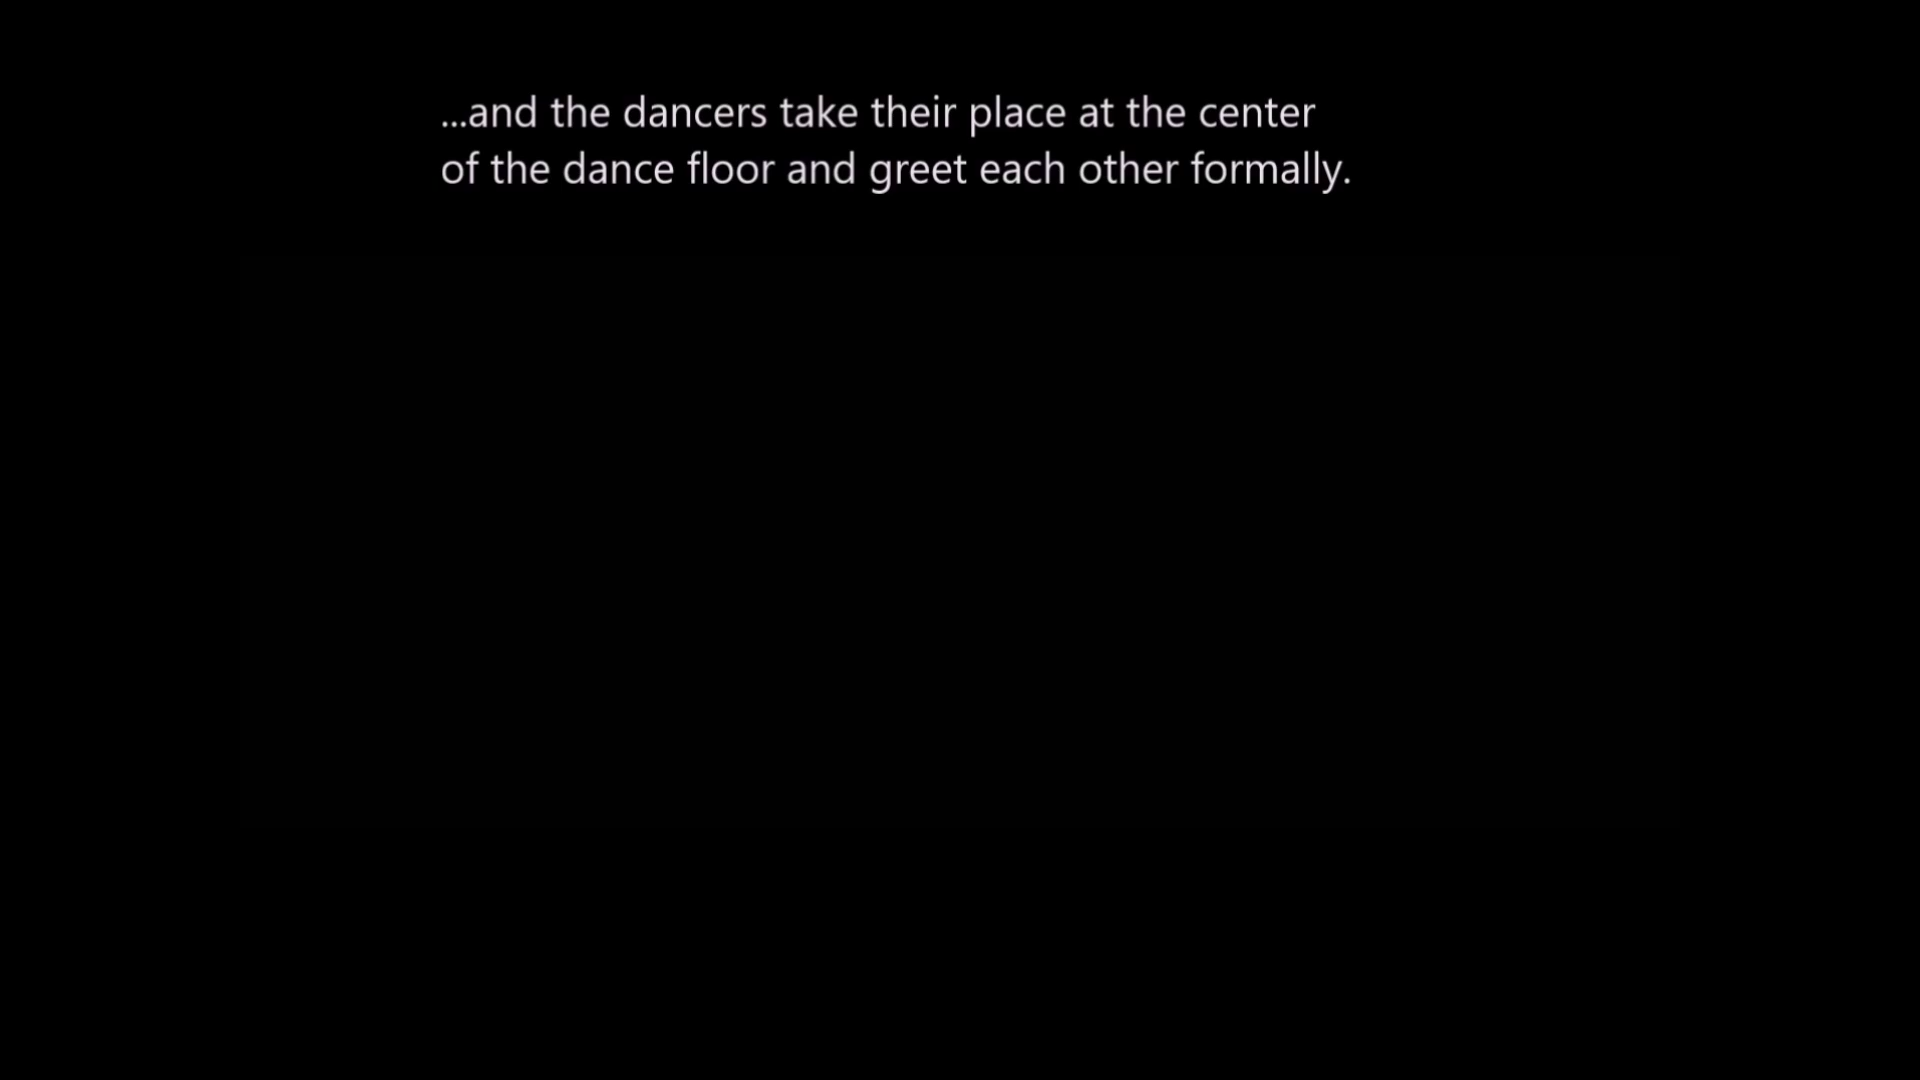 ...and the dancers take their place at the center
of the dance floor and greet each other formally.